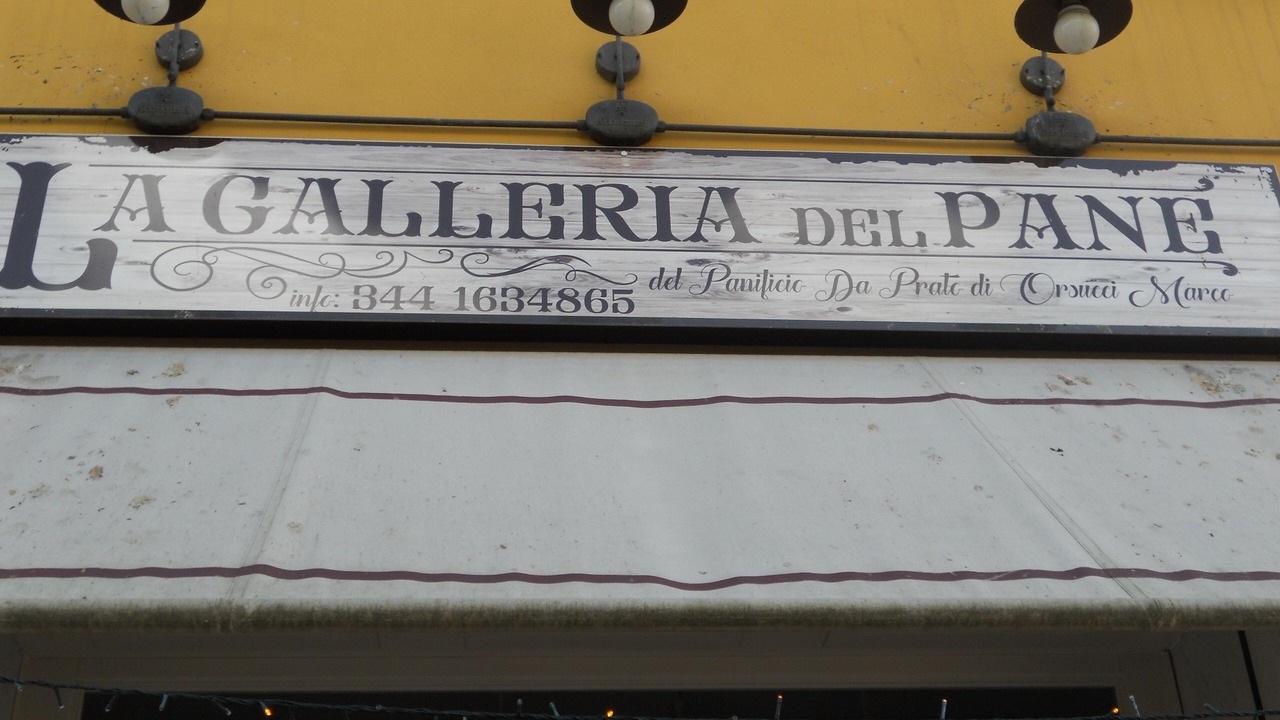 LA GALLERIA DEL PANE
del Panificio Da Prato di Orsucci Marco
info: 344 1634865